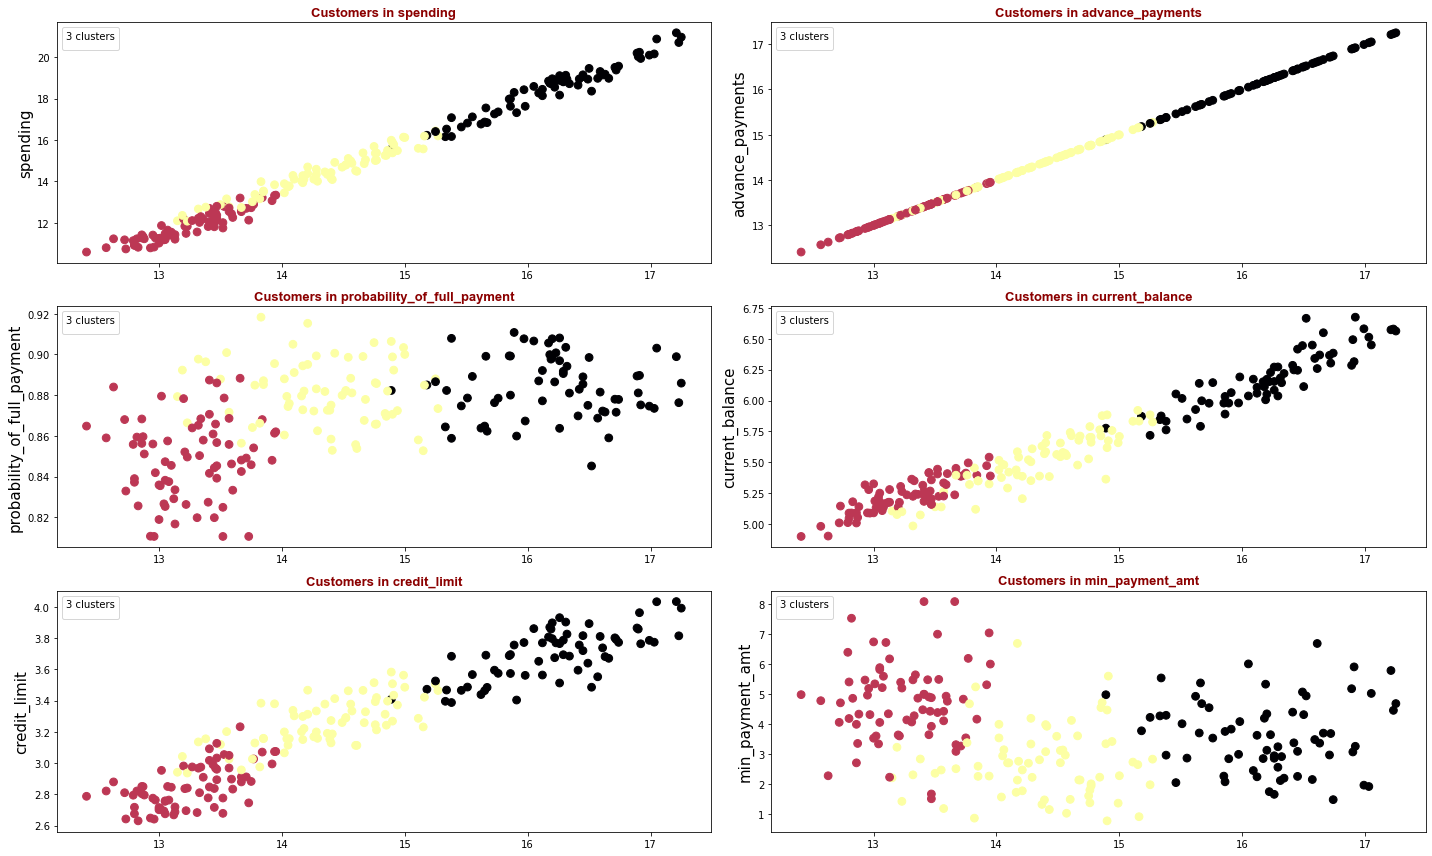 Customers in spending
3 clusters
spending
20
18
16
14
12
13 14 15 16 17
Customers in advance_payments
3 clusters
advance_payments
17
16
15
14
13
13 14 15 16 17
Customers in probability_of_full_payment
3 clusters
probability_of_full_payment
0.92
0.90
0.88
0.86
0.84
0.82
13 14 15 16 17
Customers in current_balance
3 clusters
current_balance
6.75
6.50
6.25
6.00
5.75
5.50
5.25
5.00
13 14 15 16 17
Customers in credit_limit
3 clusters
credit_limit
4.0
3.8
3.6
3.4
3.2
3.0
2.8
2.6
13 14 15 16 17
Customers in min_payment_amt
3 clusters
min_payment_amt
8
7
6
5
4
3
2
1
13 14 15 16 17